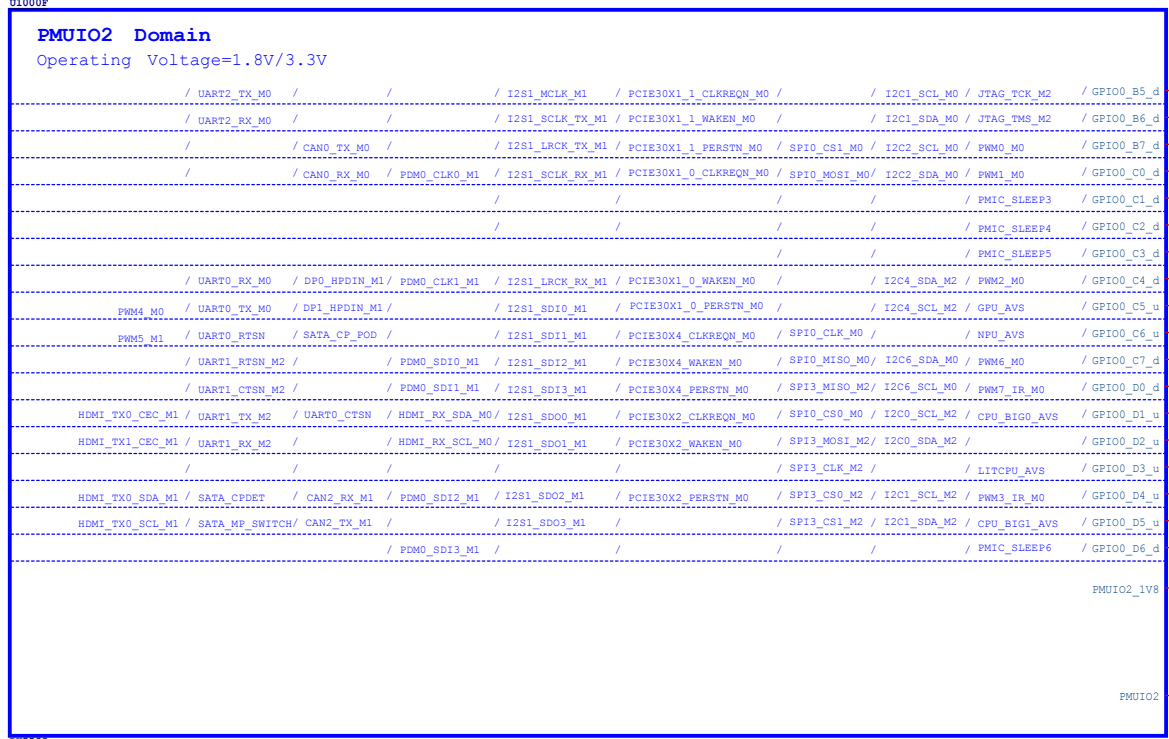 U1000F
PMUIO2 Domain
Operating Voltage=1.8V/3.3V
/ UART2_TX_M0 / / / I2S1_MCLK_M1 / PCIE30X1_1_CLKREQN_M0 / / I2C1_SCL_M0 / JTAG_TCK_M2 / GPIO0_B5_d
/ UART2_RX_M0 / / / I2S1_SCLK_TX_M1 / PCIE30X1_1_WAKEN_M0 / / I2C1_SDA_M0 / JTAG_TMS_M2 / GPIO0_B6_d
/ / CAN0_TX_M0 / / I2S1_LRCK_TX_M1 / PCIE30X1_1_PERSTN_M0 / SPI0_CS1_M0 / I2C2_SCL_M0 / PWM0_M0 / GPIO0_B7_d
/ / CAN0_RX_M0 / PDM0_CLK0_M1 / I2S1_SCLK_RX_M1 / PCIE30X1_0_CLKREQN_M0 / SPI0_MOSI_M0/ I2C2_SDA_M0 / PWM1_M0 / GPIO0_C0_d
/ / / / / PMIC_SLEEP3 / GPIO0_C1_d
/ / / / / PMIC_SLEEP4 / GPIO0_C2_d
/ / / PMIC_SLEEP5 / GPIO0_C3_d
/ UART0_RX_M0 / DP0_HPDIN_M1/ PDM0_CLK1_M1 / I2S1_LRCK_RX_M1 / PCIE30X1_0_WAKEN_M0 / / I2C4_SDA_M2 / PWM2_M0 / GPIO0_C4_d
PWM4_M0 / UART0_TX_M0 / DP1_HPDIN_M1/ / I2S1_SDI0_M1 / PCIE30X1_0_PERSTN_M0 / / I2C4_SCL_M2 / GPU_AVS / GPIO0_C5_u
PWM5_M1 / UART0_RTSN / SATA_CP_POD / / I2S1_SDI1_M1 / PCIE30X4_CLKREQN_M0 / SPI0_CLK_M0 / / NPU_AVS / GPIO0_C6_u
/ UART1_RTSN_M2 / / PDM0_SDI0_M1 / I2S1_SDI2_M1 / PCIE30X4_WAKEN_M0 / SPI0_MISO_M0/ I2C6_SDA_M0 / PWM6_M0 / GPIO0_C7_d
/ UART1_CTSN_M2 / / PDM0_SDI1_M1 / I2S1_SDI3_M1 / PCIE30X4_PERSTN_M0 / SPI3_MISO_M2/ I2C6_SCL_M0 / PWM7_IR_M0 / GPIO0_D0_d
HDMI_TX0_CEC_M1 / UART1_TX_M2 / UART0_CTSN / HDMI_RX_SDA_M0/ I2S1_SDO0_M1 / PCIE30X2_CLKREQN_M0 / SPI0_CS0_M0 / I2C0_SCL_M2 / CPU_BIG0_AVS / GPIO0_D1_u
HDMI_TX1_CEC_M1 / UART1_RX_M2 / / HDMI_RX_SCL_M0/ I2S1_SDO1_M1 / PCIE30X2_WAKEN_M0 / SPI3_MOSI_M2/ I2C0_SDA_M2 / / GPIO0_D2_u
/ / / / / / SPI3_CLK_M2 / / LITCPU_AVS / GPIO0_D3_u
HDMI_TX0_SDA_M1 / SATA_CPDET / CAN2_RX_M1 / PDM0_SDI2_M1 / I2S1_SDO2_M1 / PCIE30X2_PERSTN_M0 / SPI3_CS0_M2 / I2C1_SCL_M2 / PWM3_IR_M0 / GPIO0_D4_u
HDMI_TX0_SCL_M1 / SATA_MP_SWITCH/ CAN2_TX_M1 / / I2S1_SDO3_M1 / / SPI3_CS1_M2 / I2C1_SDA_M2 / CPU_BIG1_AVS / GPIO0_D5_u
/ PDM0_SDI3_M1 / / / / / PMIC_SLEEP6 / GPIO0_D6_d
PMUIO2_1V8
PMUIO2